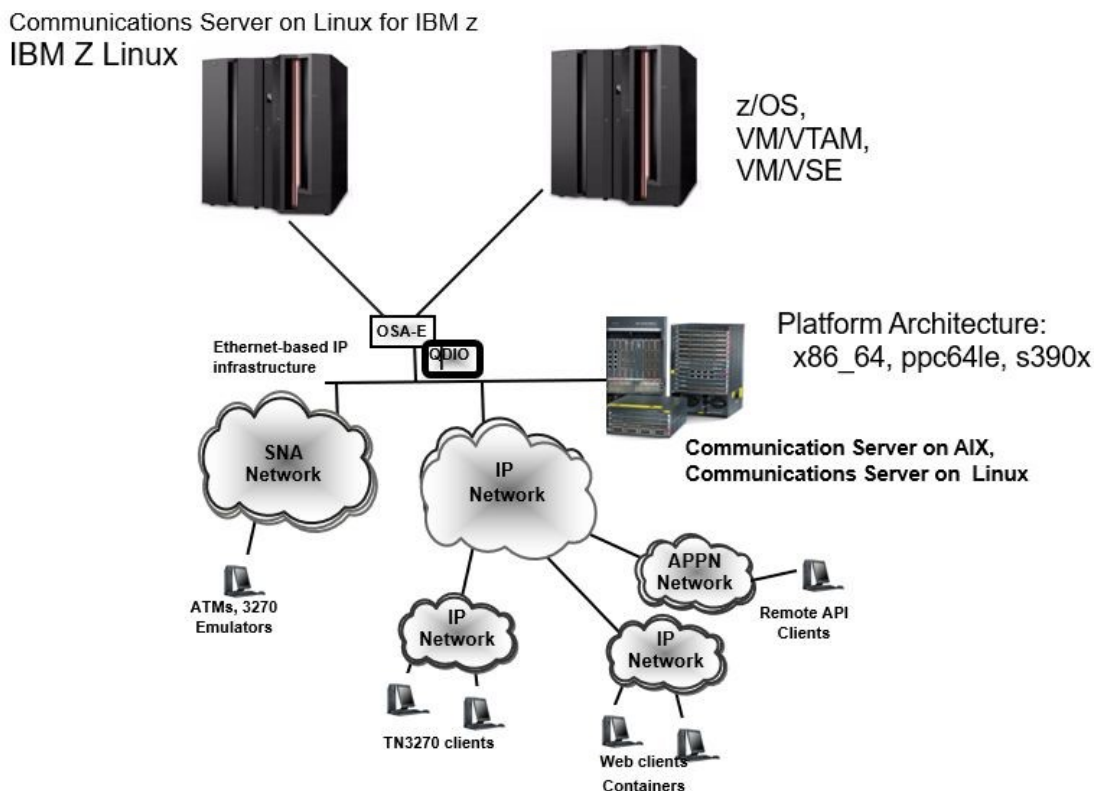 Communications Server on Linux for IBM z
IBM Z Linux
z/OS,
VM/VTAM,
VM/VSE
OSA-E
QDIO
Ethernet-based IP
infrastructure
Platform Architecture:
x86_64, ppc64le, s390x
Communication Server on AIX,
Communications Server on Linux
SNA
Network
IP
Network
APPN
Network
ATMs, 3270
Emulators
IP
Network
Remote API
Clients
IP
Network
TN3270 clients
Web clients
Containers